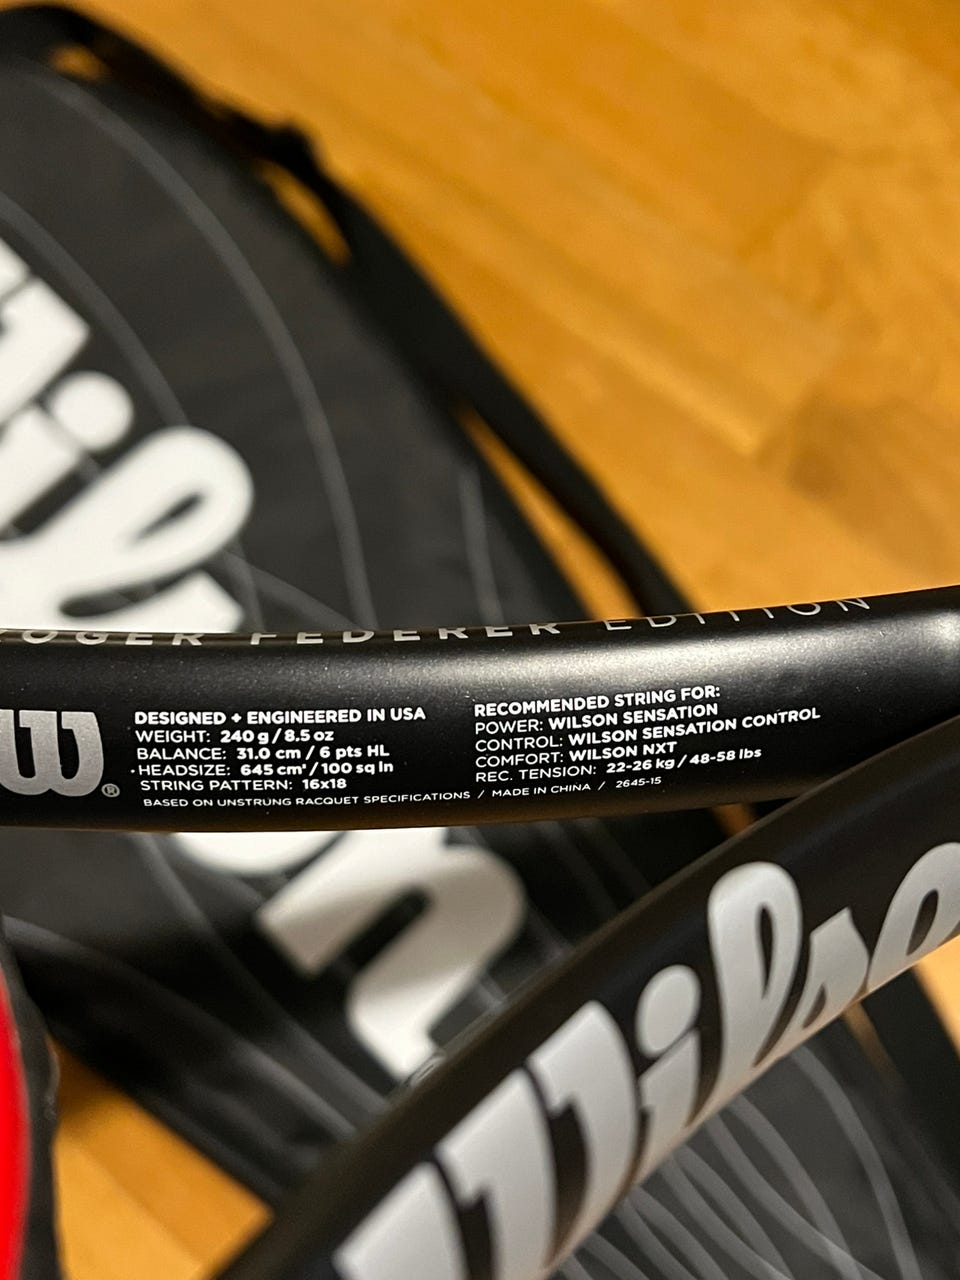 Wilson
ROGER FEDERER EDITION
W®
DESIGNED + ENGINEERED IN USA
WEIGHT: 240 g / 8.5 oz
BALANCE: 31.0 cm / 6 pts HL
HEADSIZE: 645 cm² / 100 sq in
STRING PATTERN: 16x18
BASED ON UNSTRUNG RACQUET SPECIFICATIONS / MADE IN CHINA / 2645-15
RECOMMENDED STRING FOR:
POWER: WILSON SENSATION
CONTROL: WILSON SENSATION CONTROL
COMFORT: WILSON NXT
REC. TENSION: 22-26 kg / 48-58 lbs
Wilso